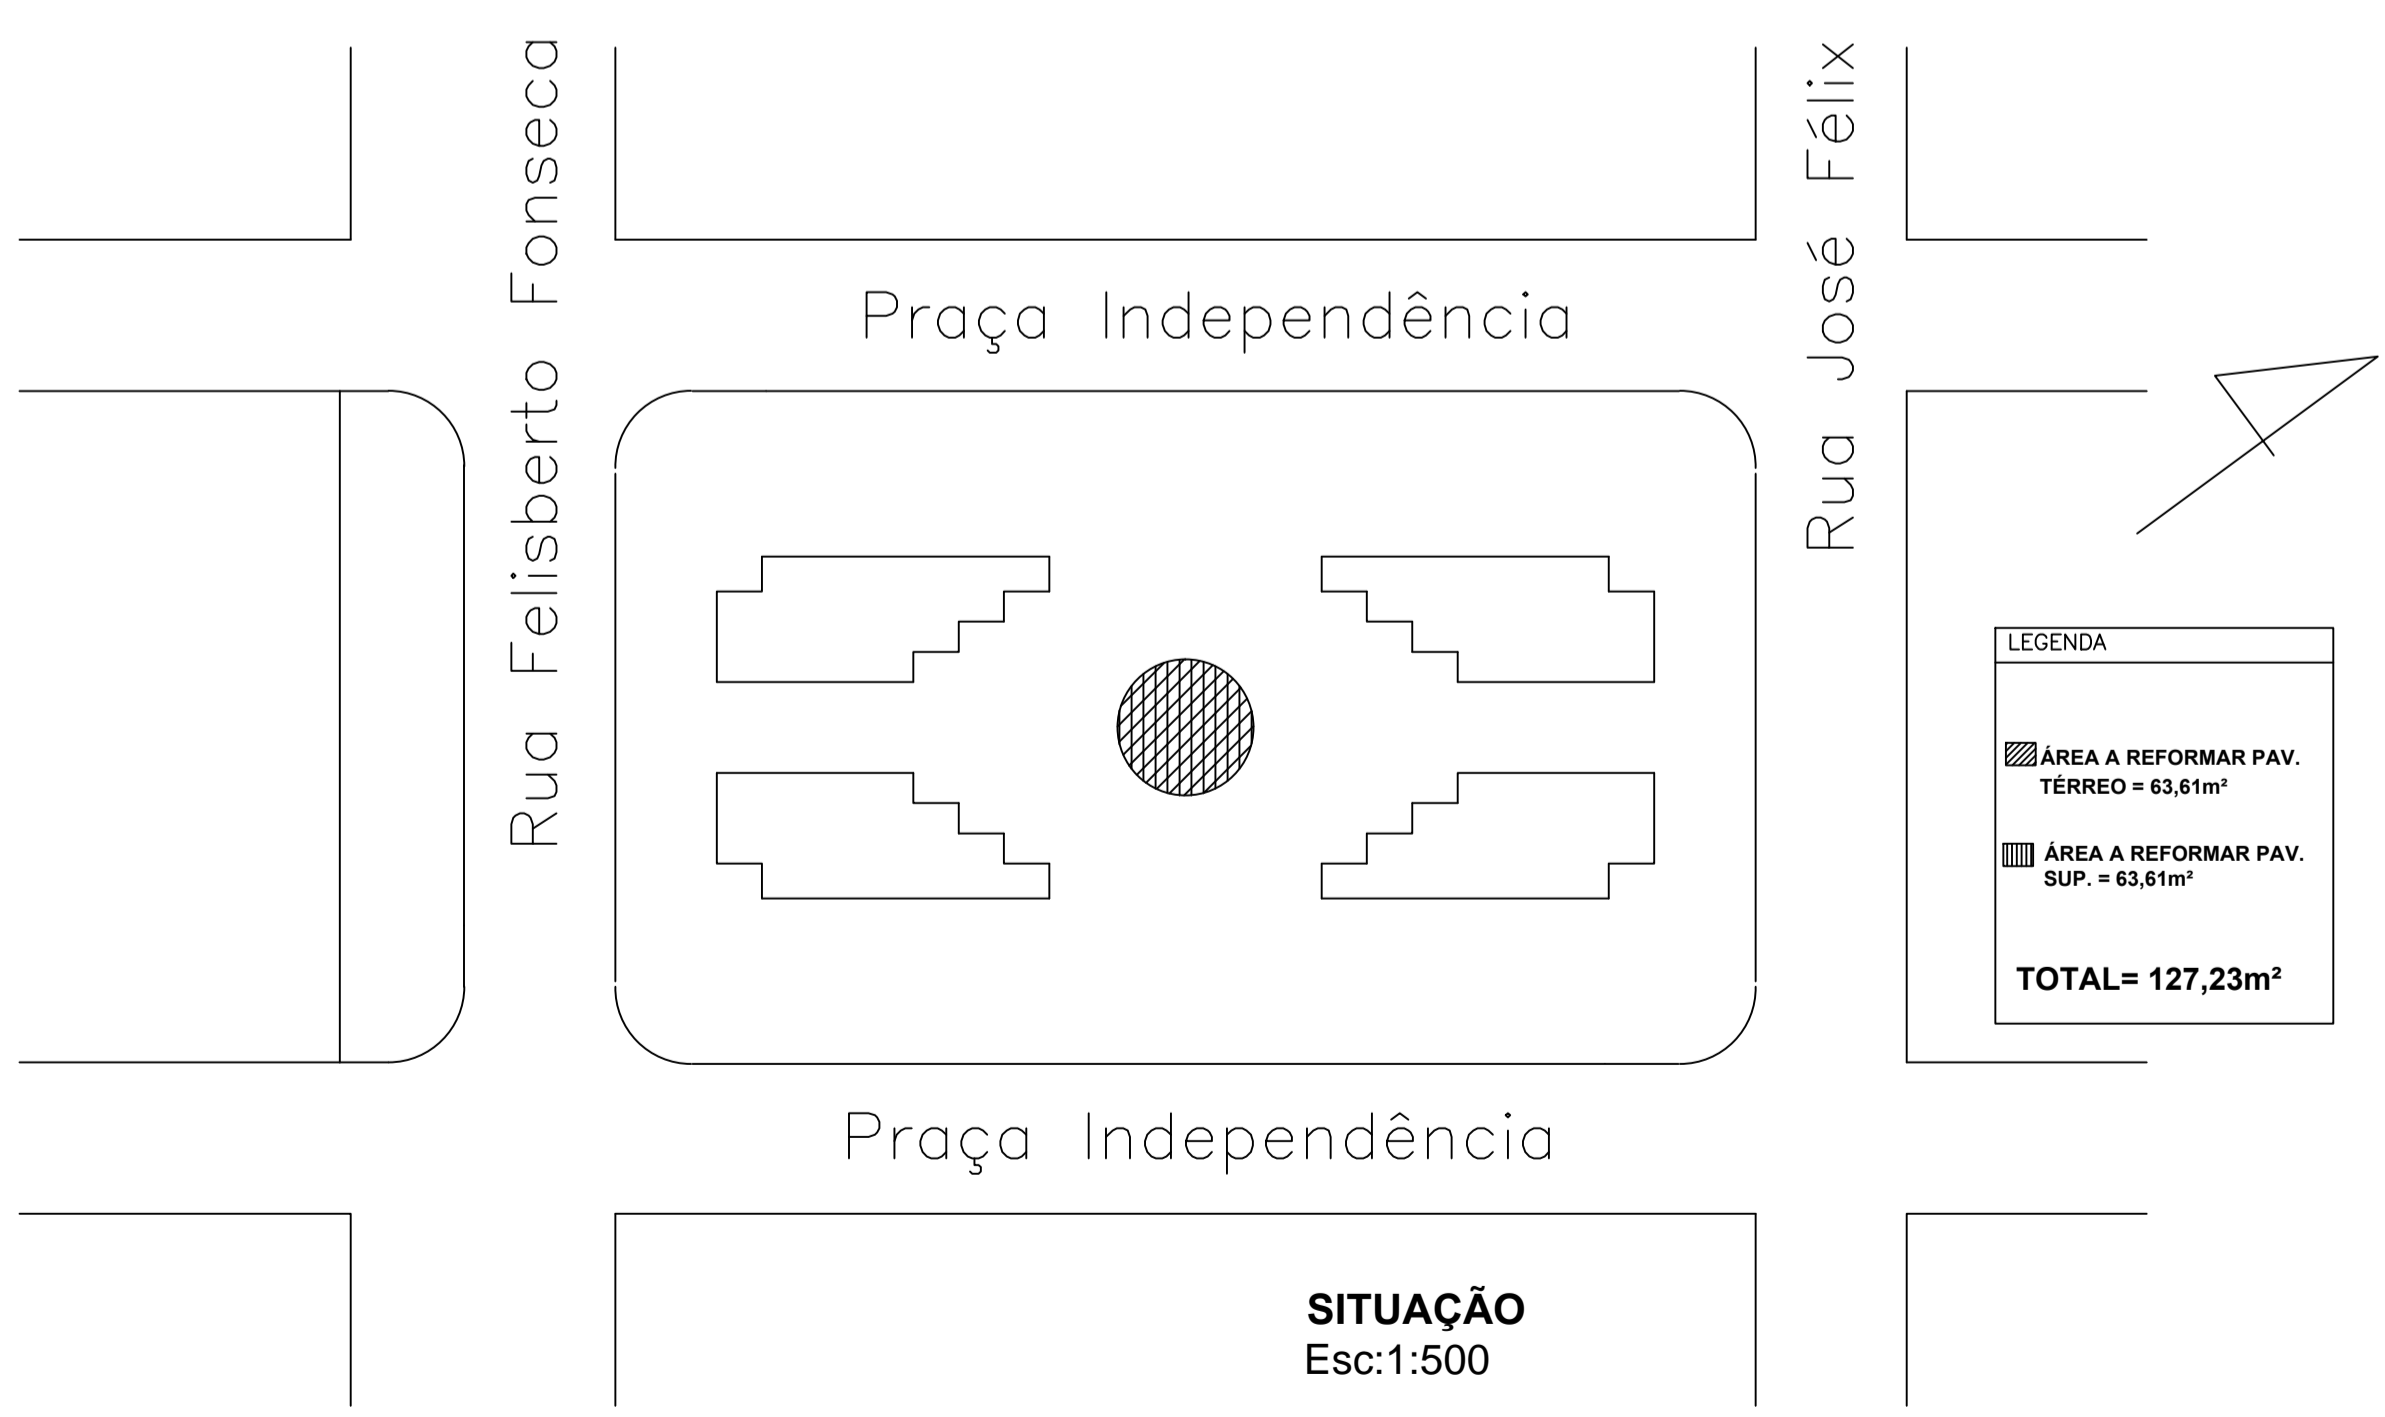 Rua Felisberto Fonseca
Praça Independência
Rua José Félix
LEGENDA
ÁREA A REFORMAR PAV.
TÉRREO = 63,61m²
ÁREA A REFORMAR PAV.
SUP. = 63,61m²
TOTAL= 127,23m²
Praça Independência
SITUAÇÃO
Esc:1:500